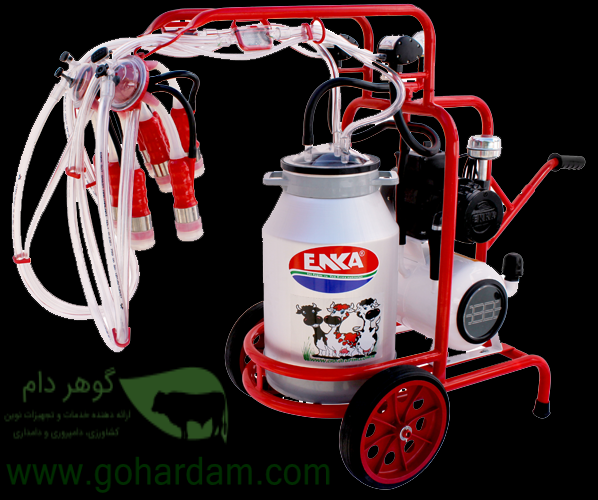 ENKA
گوهر دام
ارائه دهنده خدمات و تجهیزات نوین
کشاورزی، دامپروری و دامداری
www.gohardam.com